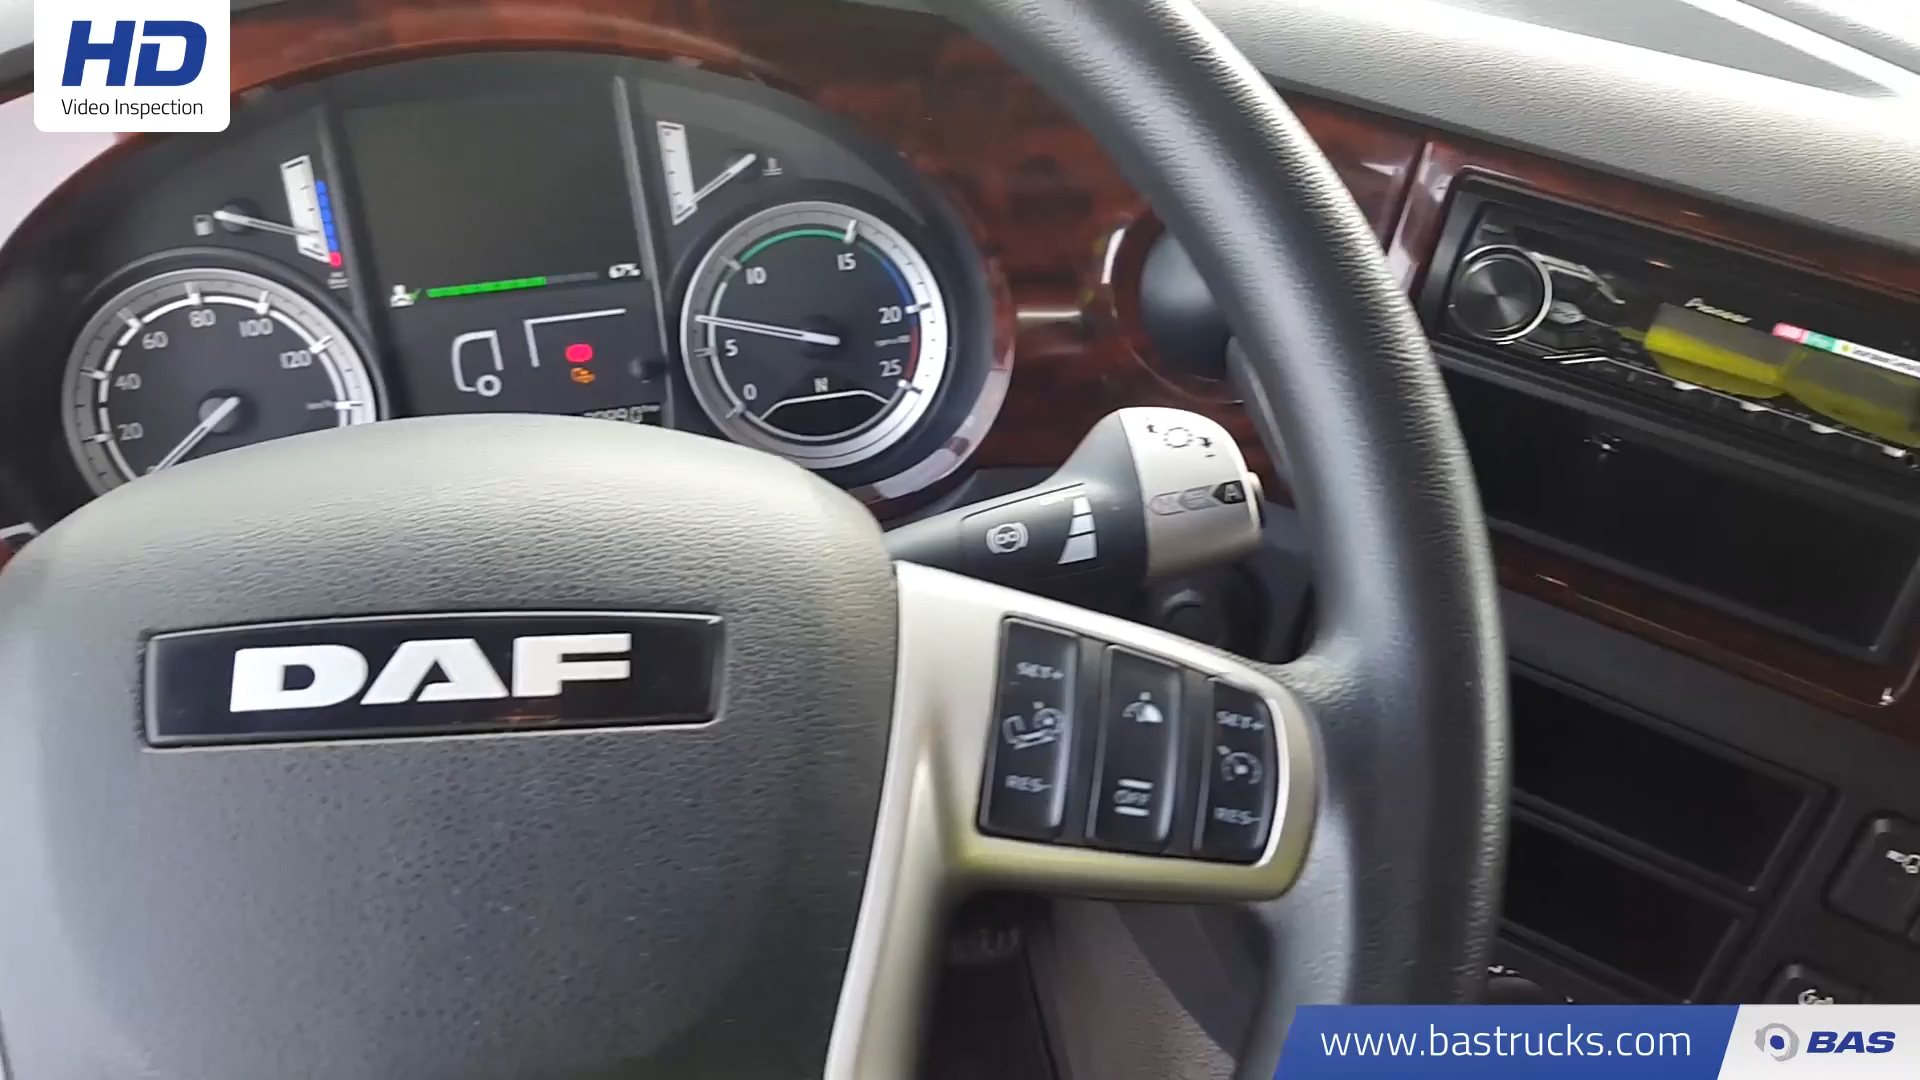 HD
Video Inspection
67%
20
40
60
80
100
120
0
5
10
15
20
25
N
Pioneer
A
DAF
SET+
RES-
OFF
SET+
RES-
www.bastrucks.com
BAS